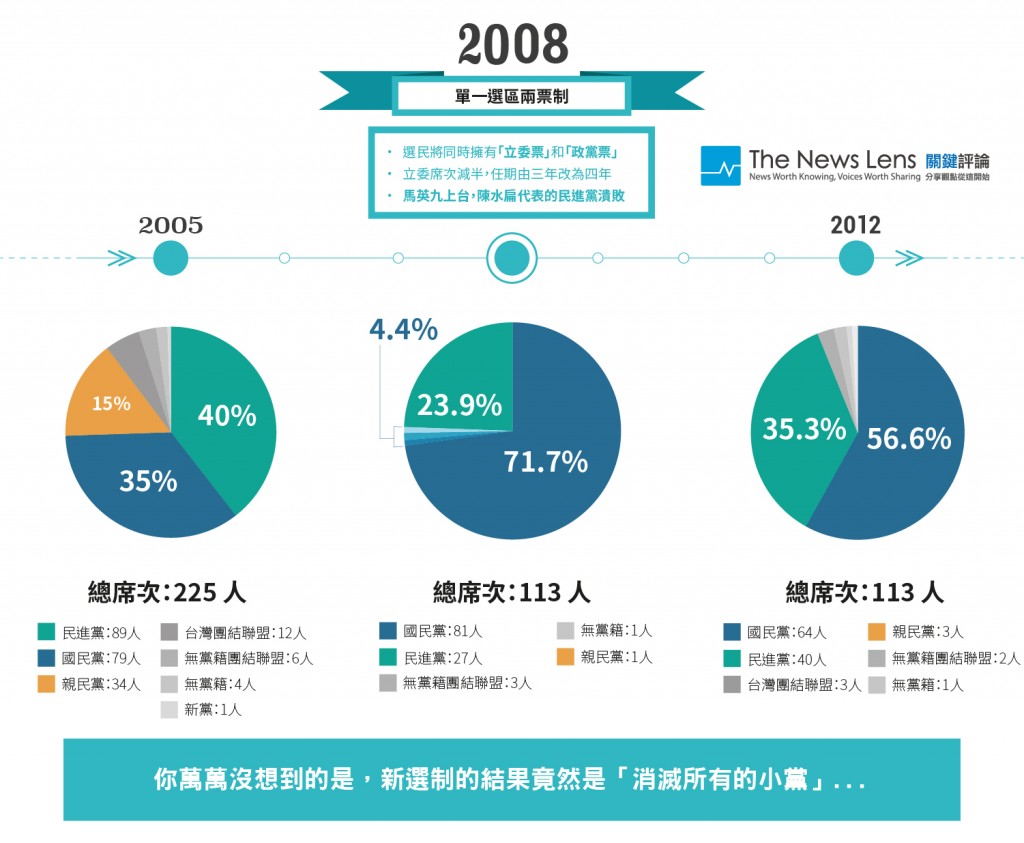 2008
單一選區兩票制
・ 選民將同時擁有「立委票」和「政黨票」
・ 立委席次減半，任期由三年改為四年
・ 馬英九上台，陳水扁代表的民進黨潰敗
The News Lens 關鍵評論
News Worth Knowing, Voices Worth Sharing 分享觀點從這開始
2005
2012
40%
35%
15%
4.4%
23.9%
71.7%
35.3%
56.6%
總席次：225 人
民進黨：89人
國民黨：79人
親民黨：34人
台灣團結聯盟：12人
無黨籍團結聯盟：6人
無黨籍：4人
新黨：1人
總席次：113 人
國民黨：81人
民進黨：27人
無黨籍團結聯盟：3人
無黨籍：1人
親民黨：1人
總席次：113 人
國民黨：64人
民進黨：40人
台灣團結聯盟：3人
親民黨：3人
無黨籍團結聯盟：2人
無黨籍：1人
你萬萬沒想到的是，新選制的結果竟然是「消滅所有的小黨」...